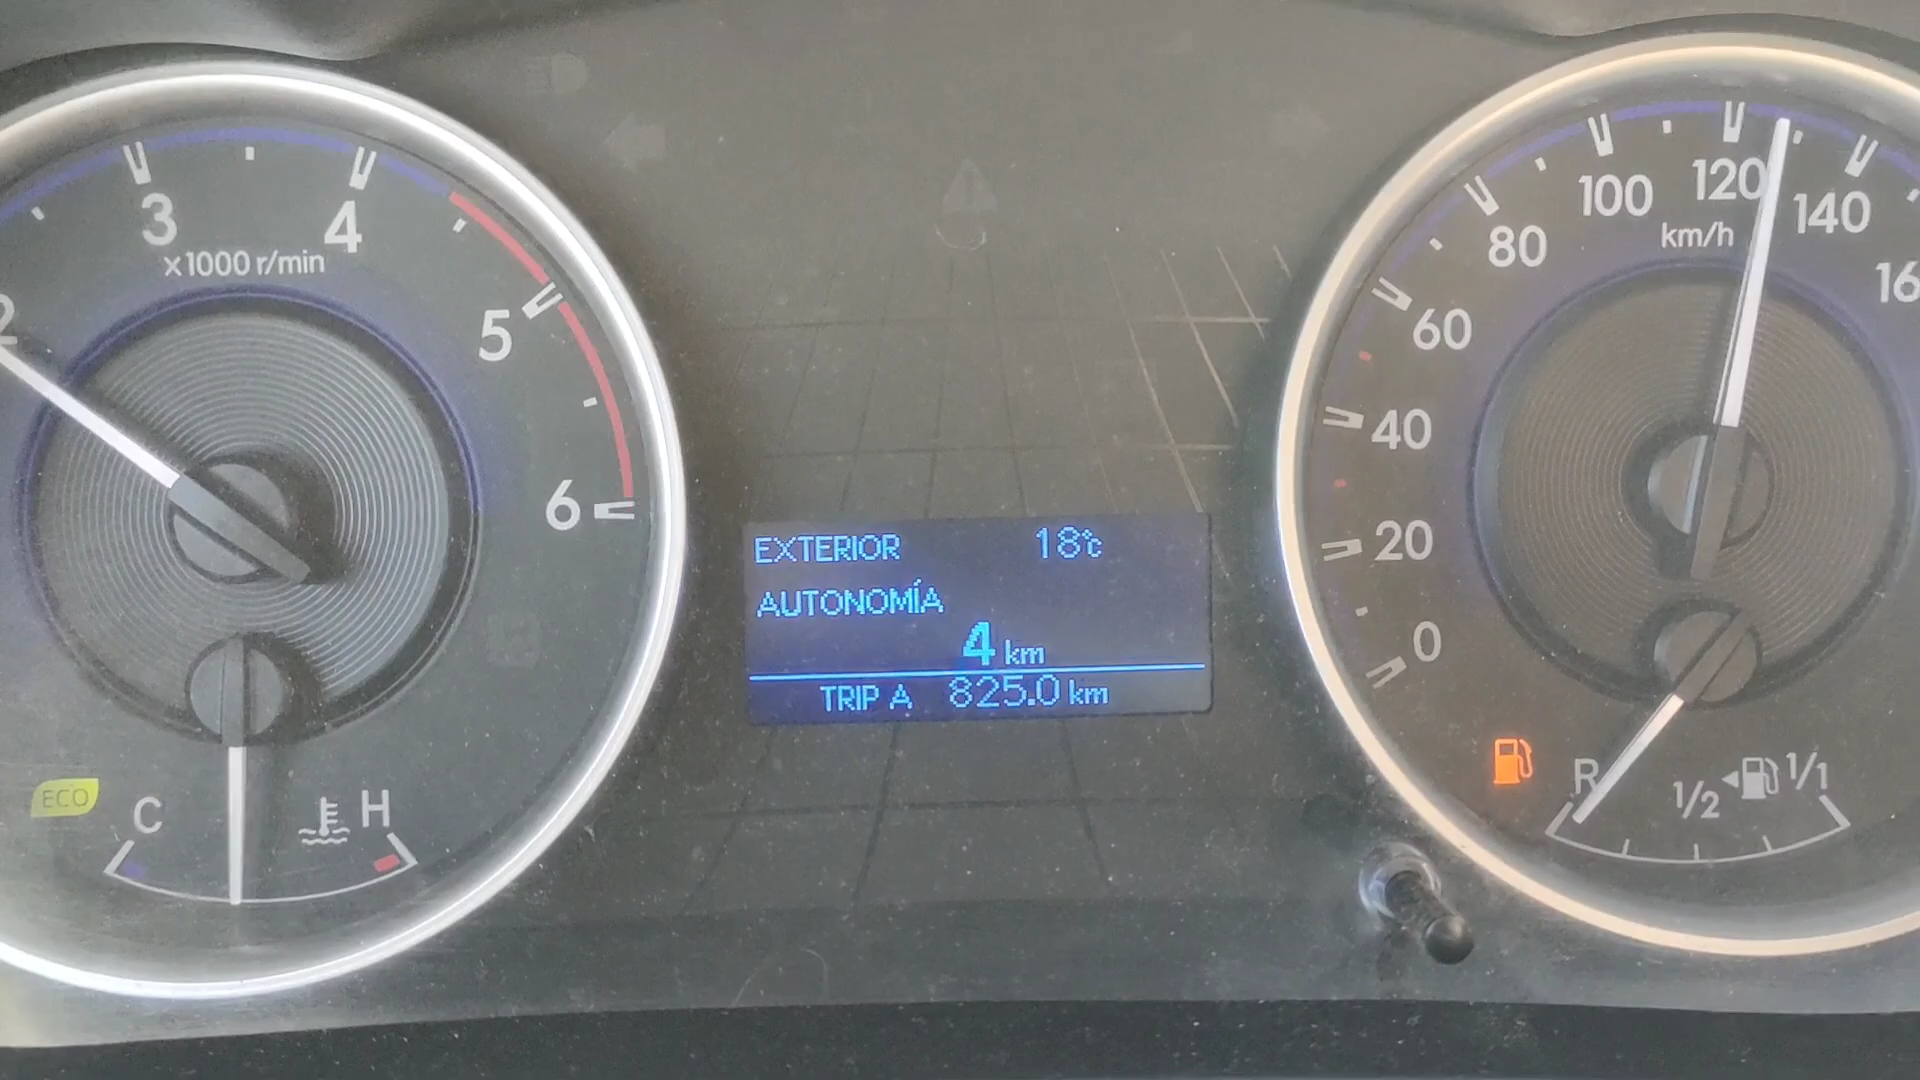 2
3
4
5
6
x1000 r/min
ECO
C
H
EXTERIOR 18℃
AUTONOMÍA
4 km
TRIP A 825.0 km
0
20
40
60
80
100
120
140
16
km/h
R
1/2
1/1